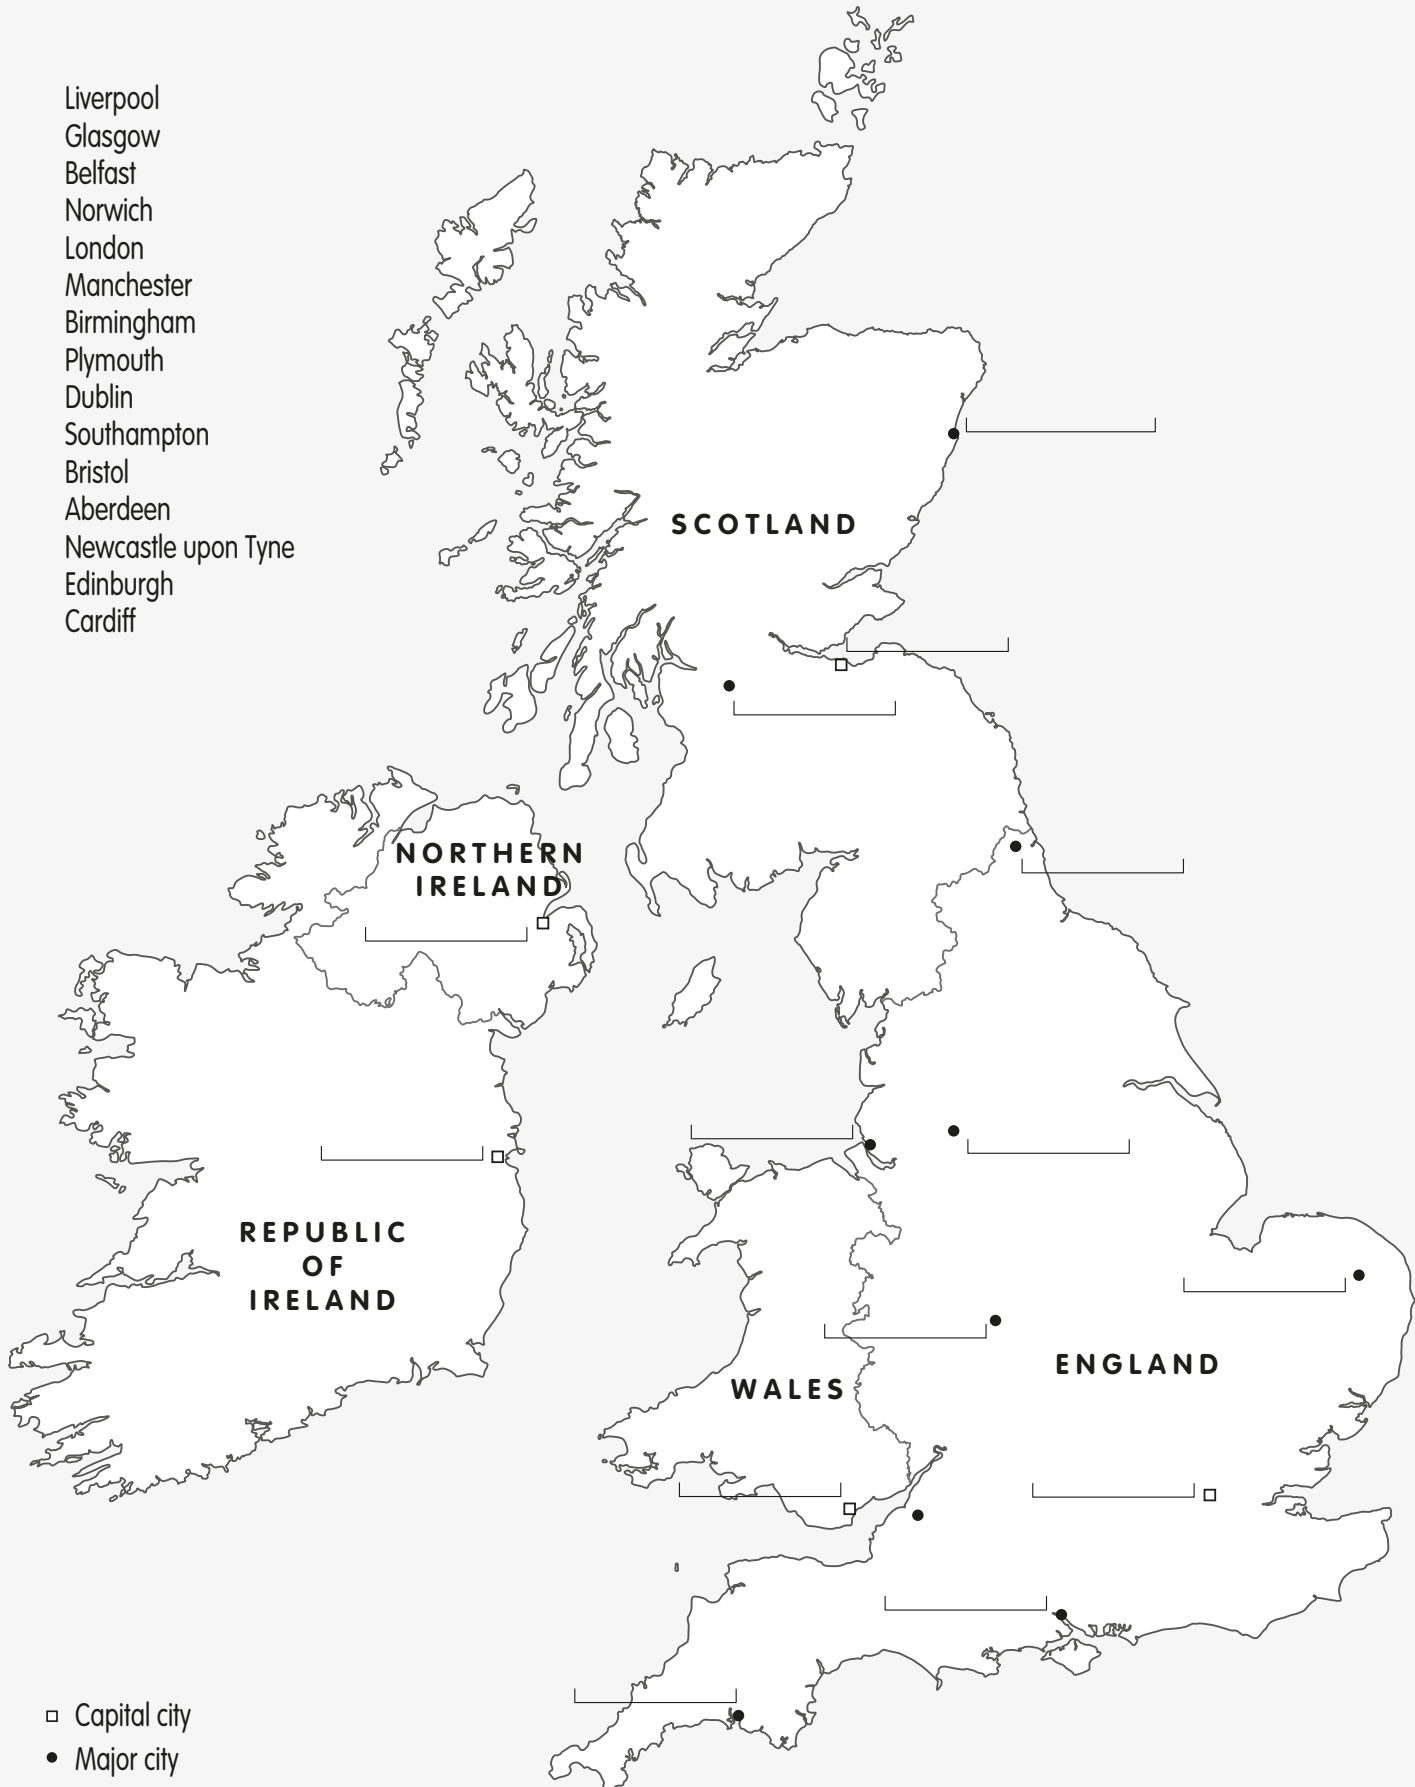 Liverpool
Glasgow
Belfast
Norwich
London
Manchester
Birmingham
Plymouth
Dublin
Southampton
Bristol
Aberdeen
Newcastle upon Tyne
Edinburgh
Cardiff
SCOTLAND
NORTHERN
IRELAND
REPUBLIC
OF
IRELAND
ENGLAND
WALES
Capital city
Major city